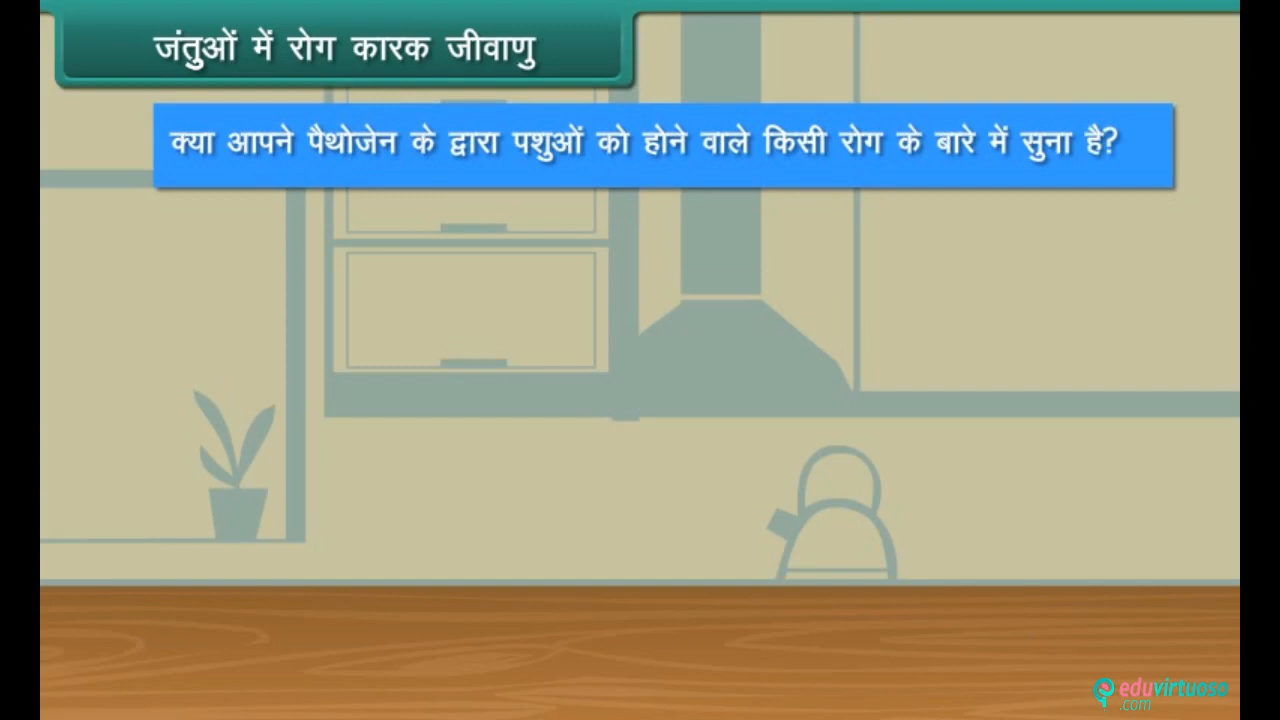 जंतुओं में रोग कारक जीवाणु
क्या आपने पैथोजेन के द्वारा पशुओं को होने वाले किसी रोग के बारे में सुना है?
eduvirtuoso
.com